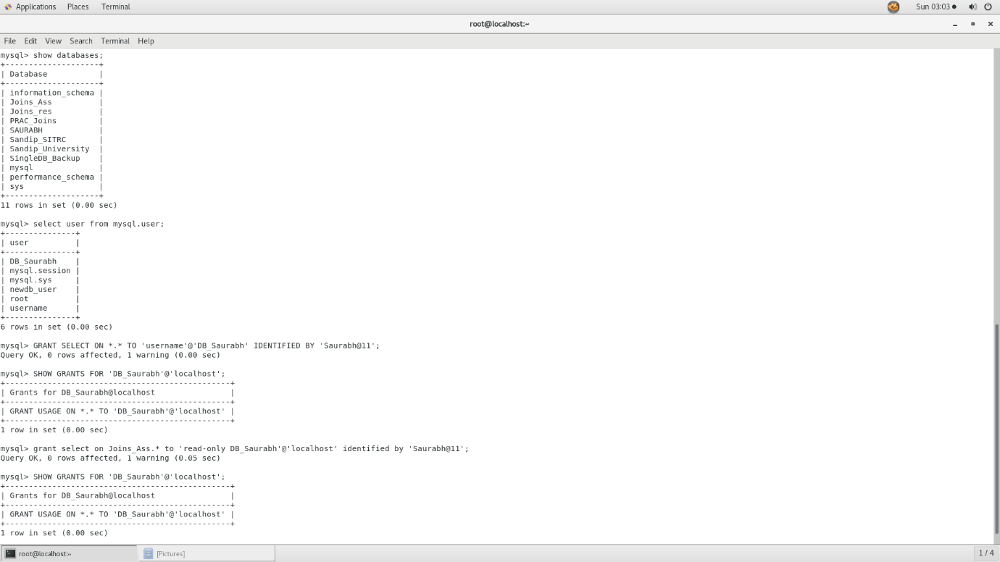 Applications Places Terminal Sun 03:03
root@localhost:~
File Edit View Search Terminal Help
mysql> show databases;
+--------------------+
| Database           |
+--------------------+
| information_schema |
| Joins_Ass          |
| Joins_res          |
| PRAC_Joins         |
| SAURABH            |
| Sandip_SITRC       |
| Sandip_University  |
| SingleDB_Backup    |
| mysql              |
| performance_schema |
| sys                |
+--------------------+
11 rows in set (0.00 sec)

mysql> select user from mysql.user;
+---------------+
| user          |
+---------------+
| DB_Saurabh    |
| mysql.session |
| mysql.sys     |
| newdb_user    |
| root          |
| username      |
+---------------+
6 rows in set (0.00 sec)

mysql> GRANT SELECT ON *.* TO 'username'@'DB_Saurabh' IDENTIFIED BY 'Saurabh@11';
Query OK, 0 rows affected, 1 warning (0.00 sec)

mysql> SHOW GRANTS FOR 'DB_Saurabh'@'localhost';
+------------------------------------------------+
| Grants for DB_Saurabh@localhost                |
+------------------------------------------------+
| GRANT USAGE ON *.* TO 'DB_Saurabh'@'localhost' |
+------------------------------------------------+
1 row in set (0.00 sec)

mysql> grant select on Joins_Ass.* to 'read-only DB_Saurabh'@'localhost' identified by 'Saurabh@11';
Query OK, 0 rows affected, 1 warning (0.05 sec)

mysql> SHOW GRANTS FOR 'DB_Saurabh'@'localhost';
+------------------------------------------------+
| Grants for DB_Saurabh@localhost                |
+------------------------------------------------+
| GRANT USAGE ON *.* TO 'DB_Saurabh'@'localhost' |
+------------------------------------------------+
1 row in set (0.00 sec)
root@localhost:~ [Pictures] 1 / 4